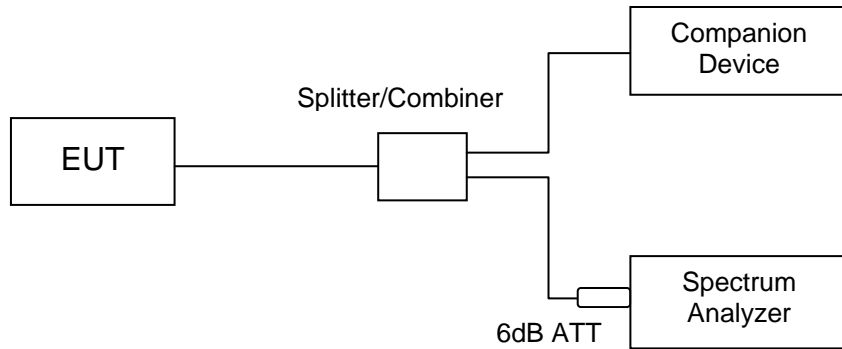 Companion
Device
Splitter/Combiner
EUT
Spectrum
Analyzer
6dB ATT